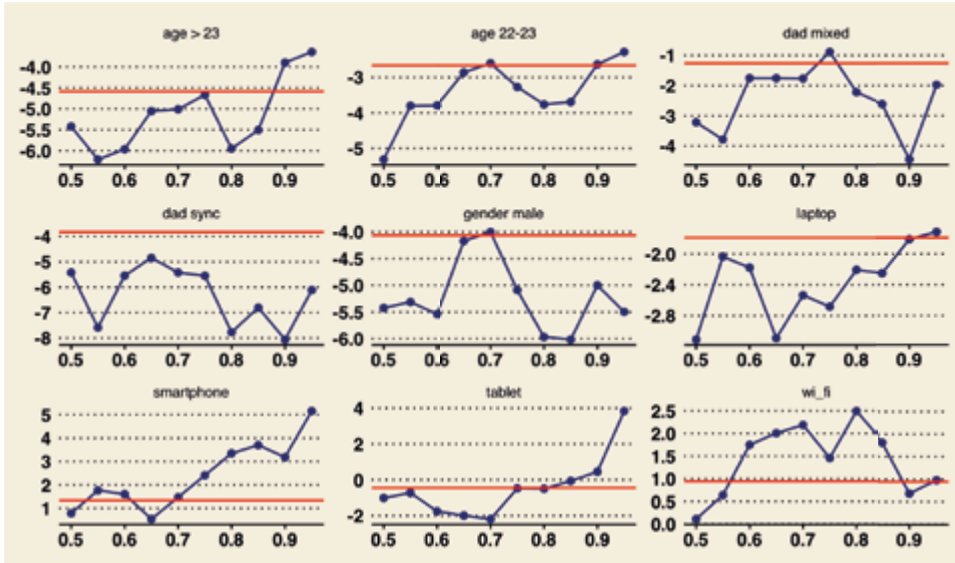 age > 23
-4.0
-4.5
-5.0
-5.5
-6.0
0.5 0.6 0.7 0.8 0.9
age 22-23
-3
-4
-5
0.5 0.6 0.7 0.8 0.9
dad mixed
-1
-2
-3
-4
0.5 0.6 0.7 0.8 0.9
dad sync
-4
-5
-6
-7
-8
0.5 0.6 0.7 0.8 0.9
gender male
-4.0
-4.5
-5.0
-5.5
-6.0
0.5 0.6 0.7 0.8 0.9
laptop
-2.0
-2.4
-2.8
0.5 0.6 0.7 0.8 0.9
smartphone
5
4
3
2
1
0.5 0.6 0.7 0.8 0.9
tablet
4
2
0
-2
0.5 0.6 0.7 0.8 0.9
wi_fi
2.5
2.0
1.5
1.0
0.5
0.0
0.5 0.6 0.7 0.8 0.9